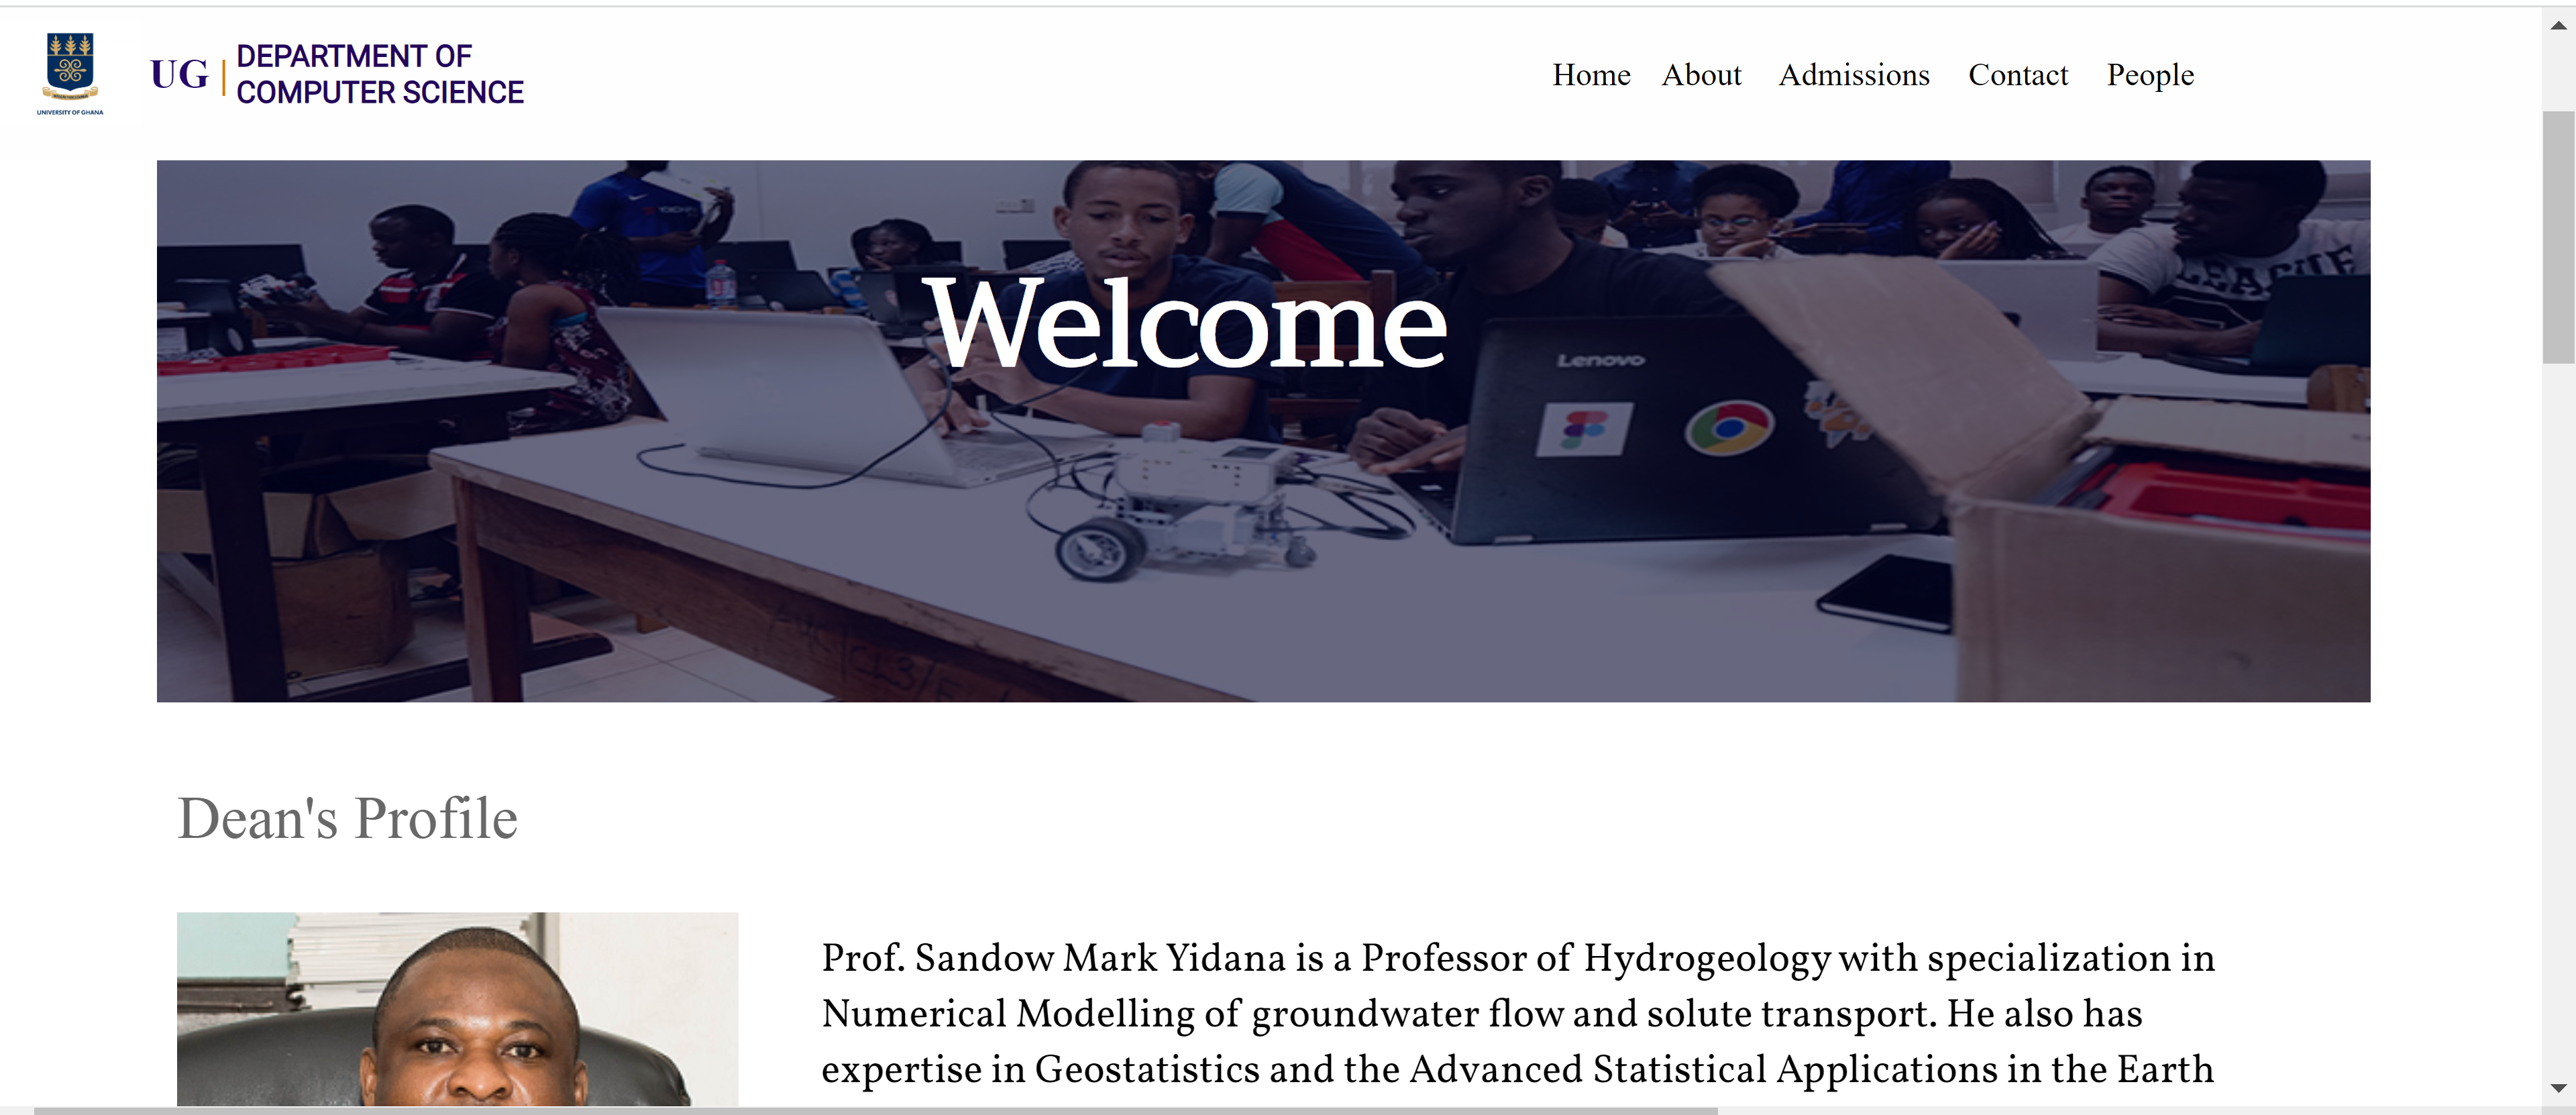 UNIVERSITY OF GHANA
UG
DEPARTMENT OF
COMPUTER SCIENCE
Home About Admissions Contact People
Welcome
LEAGUE
Lenovo
Dean's Profile
Prof. Sandow Mark Yidana is a Professor of Hydrogeology with specialization in
Numerical Modelling of groundwater flow and solute transport. He also has
expertise in Geostatistics and the Advanced Statistical Applications in the Earth